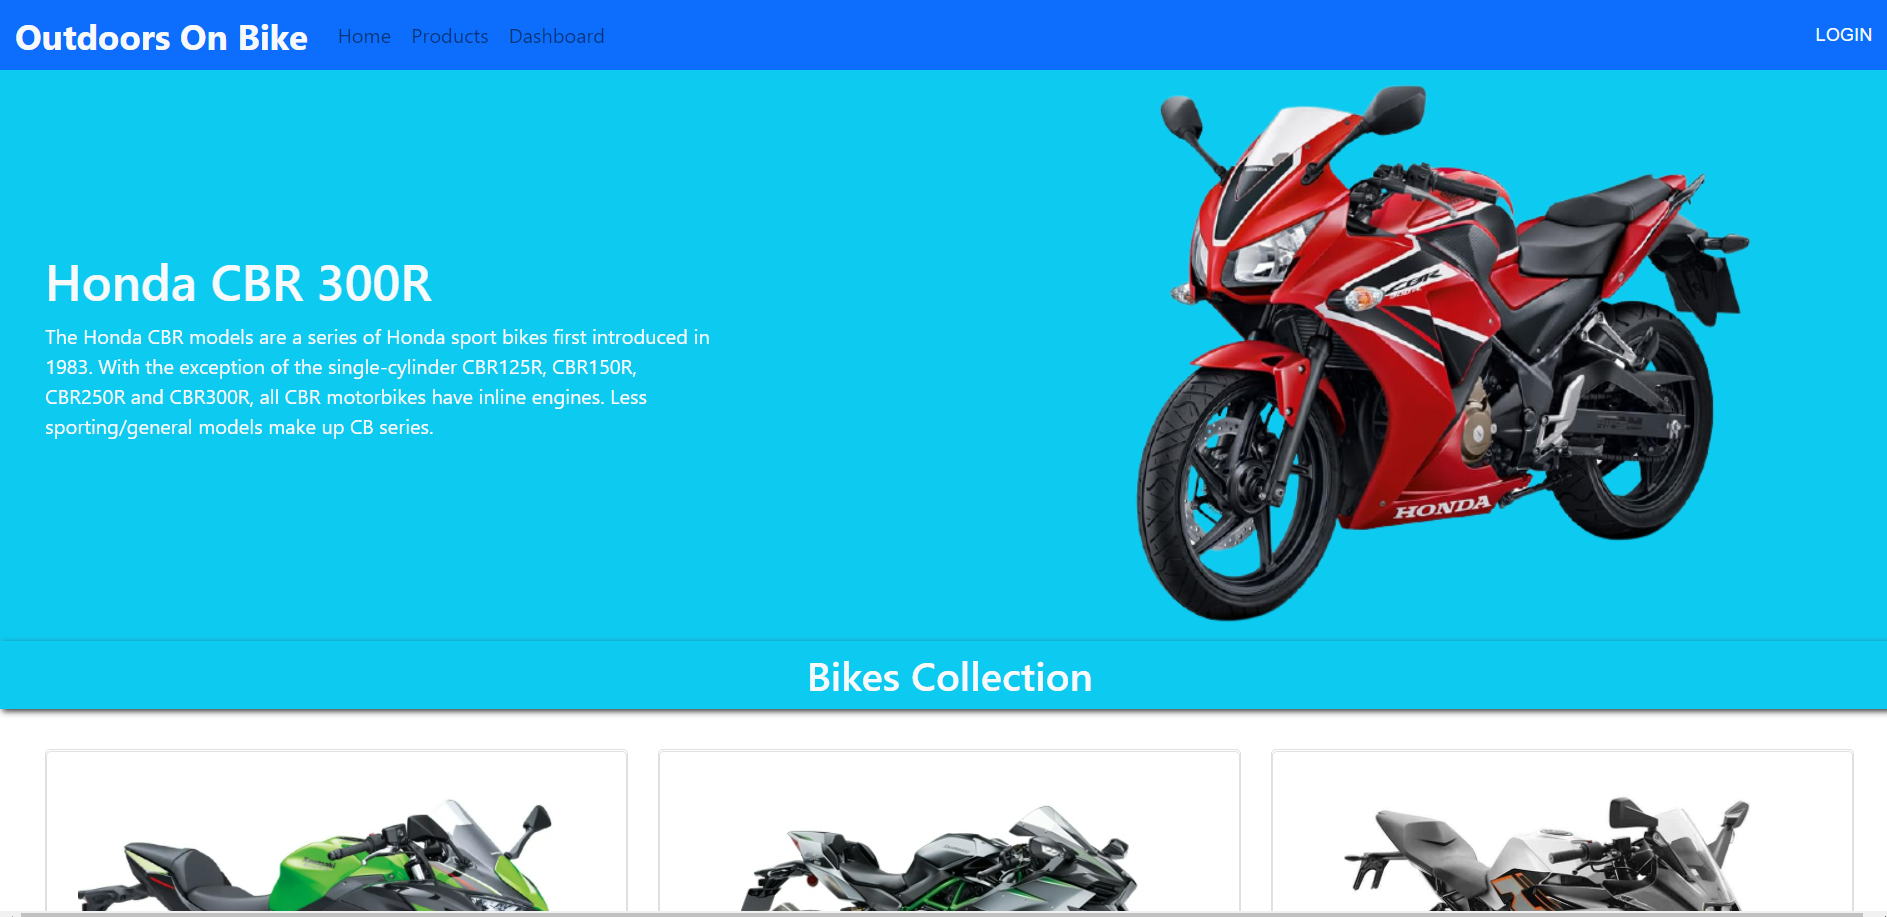 Outdoors On Bike
Home Products Dashboard
LOGIN
Honda CBR 300R
The Honda CBR models are a series of Honda sport bikes first introduced in
1983. With the exception of the single-cylinder CBR125R, CBR150R,
CBR250R and CBR300R, all CBR motorbikes have inline engines. Less
sporting/general models make up CB series.
HONDA
CBR
HONDA
Bikes Collection